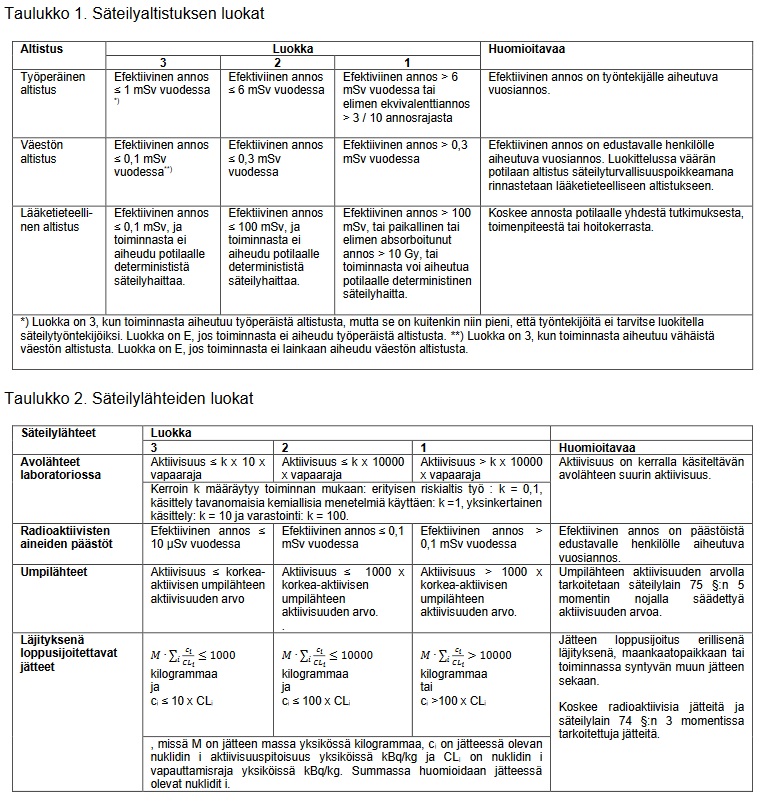 Taulukko 1. Säteilyaltistuksen luokat
Altistus
Luokka
Huomioitavaa
3
2
1
Työperäinen
altistus
Efektiivinen annos
≤ 1 mSv vuodessa
*)
Efektiviinen annos
≤ 6 mSv vuodessa
Efektiviinen annos > 6
mSv vuodessa tai
elimen ekvivalenttiannos
> 3 / 10 annosrajasta
Efektiivinen annos on työntekijälle aiheutuva
vuosiannos.
Väestön
altistus
Efektiivinen annos
≤ 0,1 mSv
vuodessa**)
Efektiivinen annos
≤ 0,3 mSv
vuodessa
Efektiivinen annos > 0,3
mSv vuodessa
Efektiivinen annos on edustavalle henkilölle
aiheutuva vuosiannos. Luokittelussa väärän
potilaan altistus säteilyturvallisuuspoikkeamana
rinnastetaan lääketieteelliseen altistukseen.
Lääketieteelli-
nen altistus
Efektiivinen annos
≤ 0,1 mSv, ja
toiminnasta ei
aiheudu potilaalle
determinististä
säteilyhaittaa.
Efektiivinen annos
≤ 100 mSv, ja
toiminnasta ei
aiheudu potilaalle
determinististä
säteilyhaittaa.
Efektiivinen annos > 100
mSv, tai paikallinen tai
elimen absorboitunut
annos > 10 Gy, tai
toiminnasta voi aiheutua
potilaalle deterministinen
säteilyhaitta.
Koskee annosta potilaalle yhdestä tutkimuksesta,
toimenpiteestä tai hoitokerrasta.
*) Luokka on 3, kun toiminnasta aiheutuu työperäistä altistusta, mutta se on kuitenkin niin pieni, että työntekijöitä ei tarvitse luokitella
säteilytyöntekijöiksi. Luokka on E, jos toiminnasta ei aiheudu työperäistä altistusta. **) Luokka on 3, kun toiminnasta aiheutuu vähäistä
väestön altistusta. Luokka on E, jos toiminnasta ei lainkaan aiheudu väestön altistusta.
Taulukko 2. Säteilylähteiden luokat
Säteilylähteet
Luokka
3
2
1
Huomioitavaa
Avolähteet
laboratoriossa
Aktiivisuus ≤ k x 10 x
vapaaraja
Aktiivisuus ≤ k x 10000
x vapaaraja
Aktiivisuus > k x 10000
x vapaaraja
Aktiivisuus on kerralla käsiteltävän
avolähteen suurin aktiivisuus.
Kerroin k määräytyy toiminnan mukaan: erityisen riskialtis työ : k = 0,1,
käsittely tavanomaisia kemiallisia menetelmiä käyttäen: k =1, yksinkertainen
käsittely: k = 10 ja varastointi: k = 100.
Radioaktiivisten
aineiden päästöt
Efektiivinen annos ≤
10 μSv vuodessa
Efektiivinen annos ≤ 0,1
mSv vuodessa
Efektiivinen annos >
0,1 mSv vuodessa
Efektiivinen annos on päästöistä
edustavalle henkilölle aiheutuva
vuosiannos.
Umpilähteet
Aktiivisuus ≤ korkea-
aktiivisen umpilähteen
aktiivisuuden arvo
Aktiivisuus ≤ 1000 x
korkea-aktiivisen
umpilähteen
aktiivisuuden arvo.
.
Aktiivisuus > 1000 x
korkea-aktiivisen
umpilähteen
aktiivisuuden arvo.
Umpilähteen aktiivisuuden arvolla
tarkoitetaan säteilylain 75 §:n 5
momentin nojalla säädettyä
aktiivisuuden arvoa.
Läjityksenä
loppusijoitettavat
jätteet
M · ∑i ci/CLi ≤ 1000
kilogrammaa
ja
ci ≤ 10 x CLi
M · ∑i ci/CLi ≤ 10000
kilogrammaa
ja
ci ≤ 100 x CLi
M · ∑i ci/CLi > 10000
kilogrammaa
tai
ci >100 x CLi
Jätteen loppusijoitus erillisenä
läjityksenä, maankaatopaikkaan tai
toiminnassa syntyvän muun jätteen
sekaan.
Koskee radioaktiivisia jätteitä ja
säteilylain 74 §:n 3 momentissa
tarkoitettuja jätteitä.
, missä M on jätteen massa yksikössä kilogrammaa, ci on jätteessä olevan
nuklidin i aktiivisuuspitoisuus yksiköissä kBq/kg ja CLi on nuklidin i
vapauttamisraja yksiköissä kBq/kg. Summassa huomioidaan jätteessä
olevat nuklidit i.